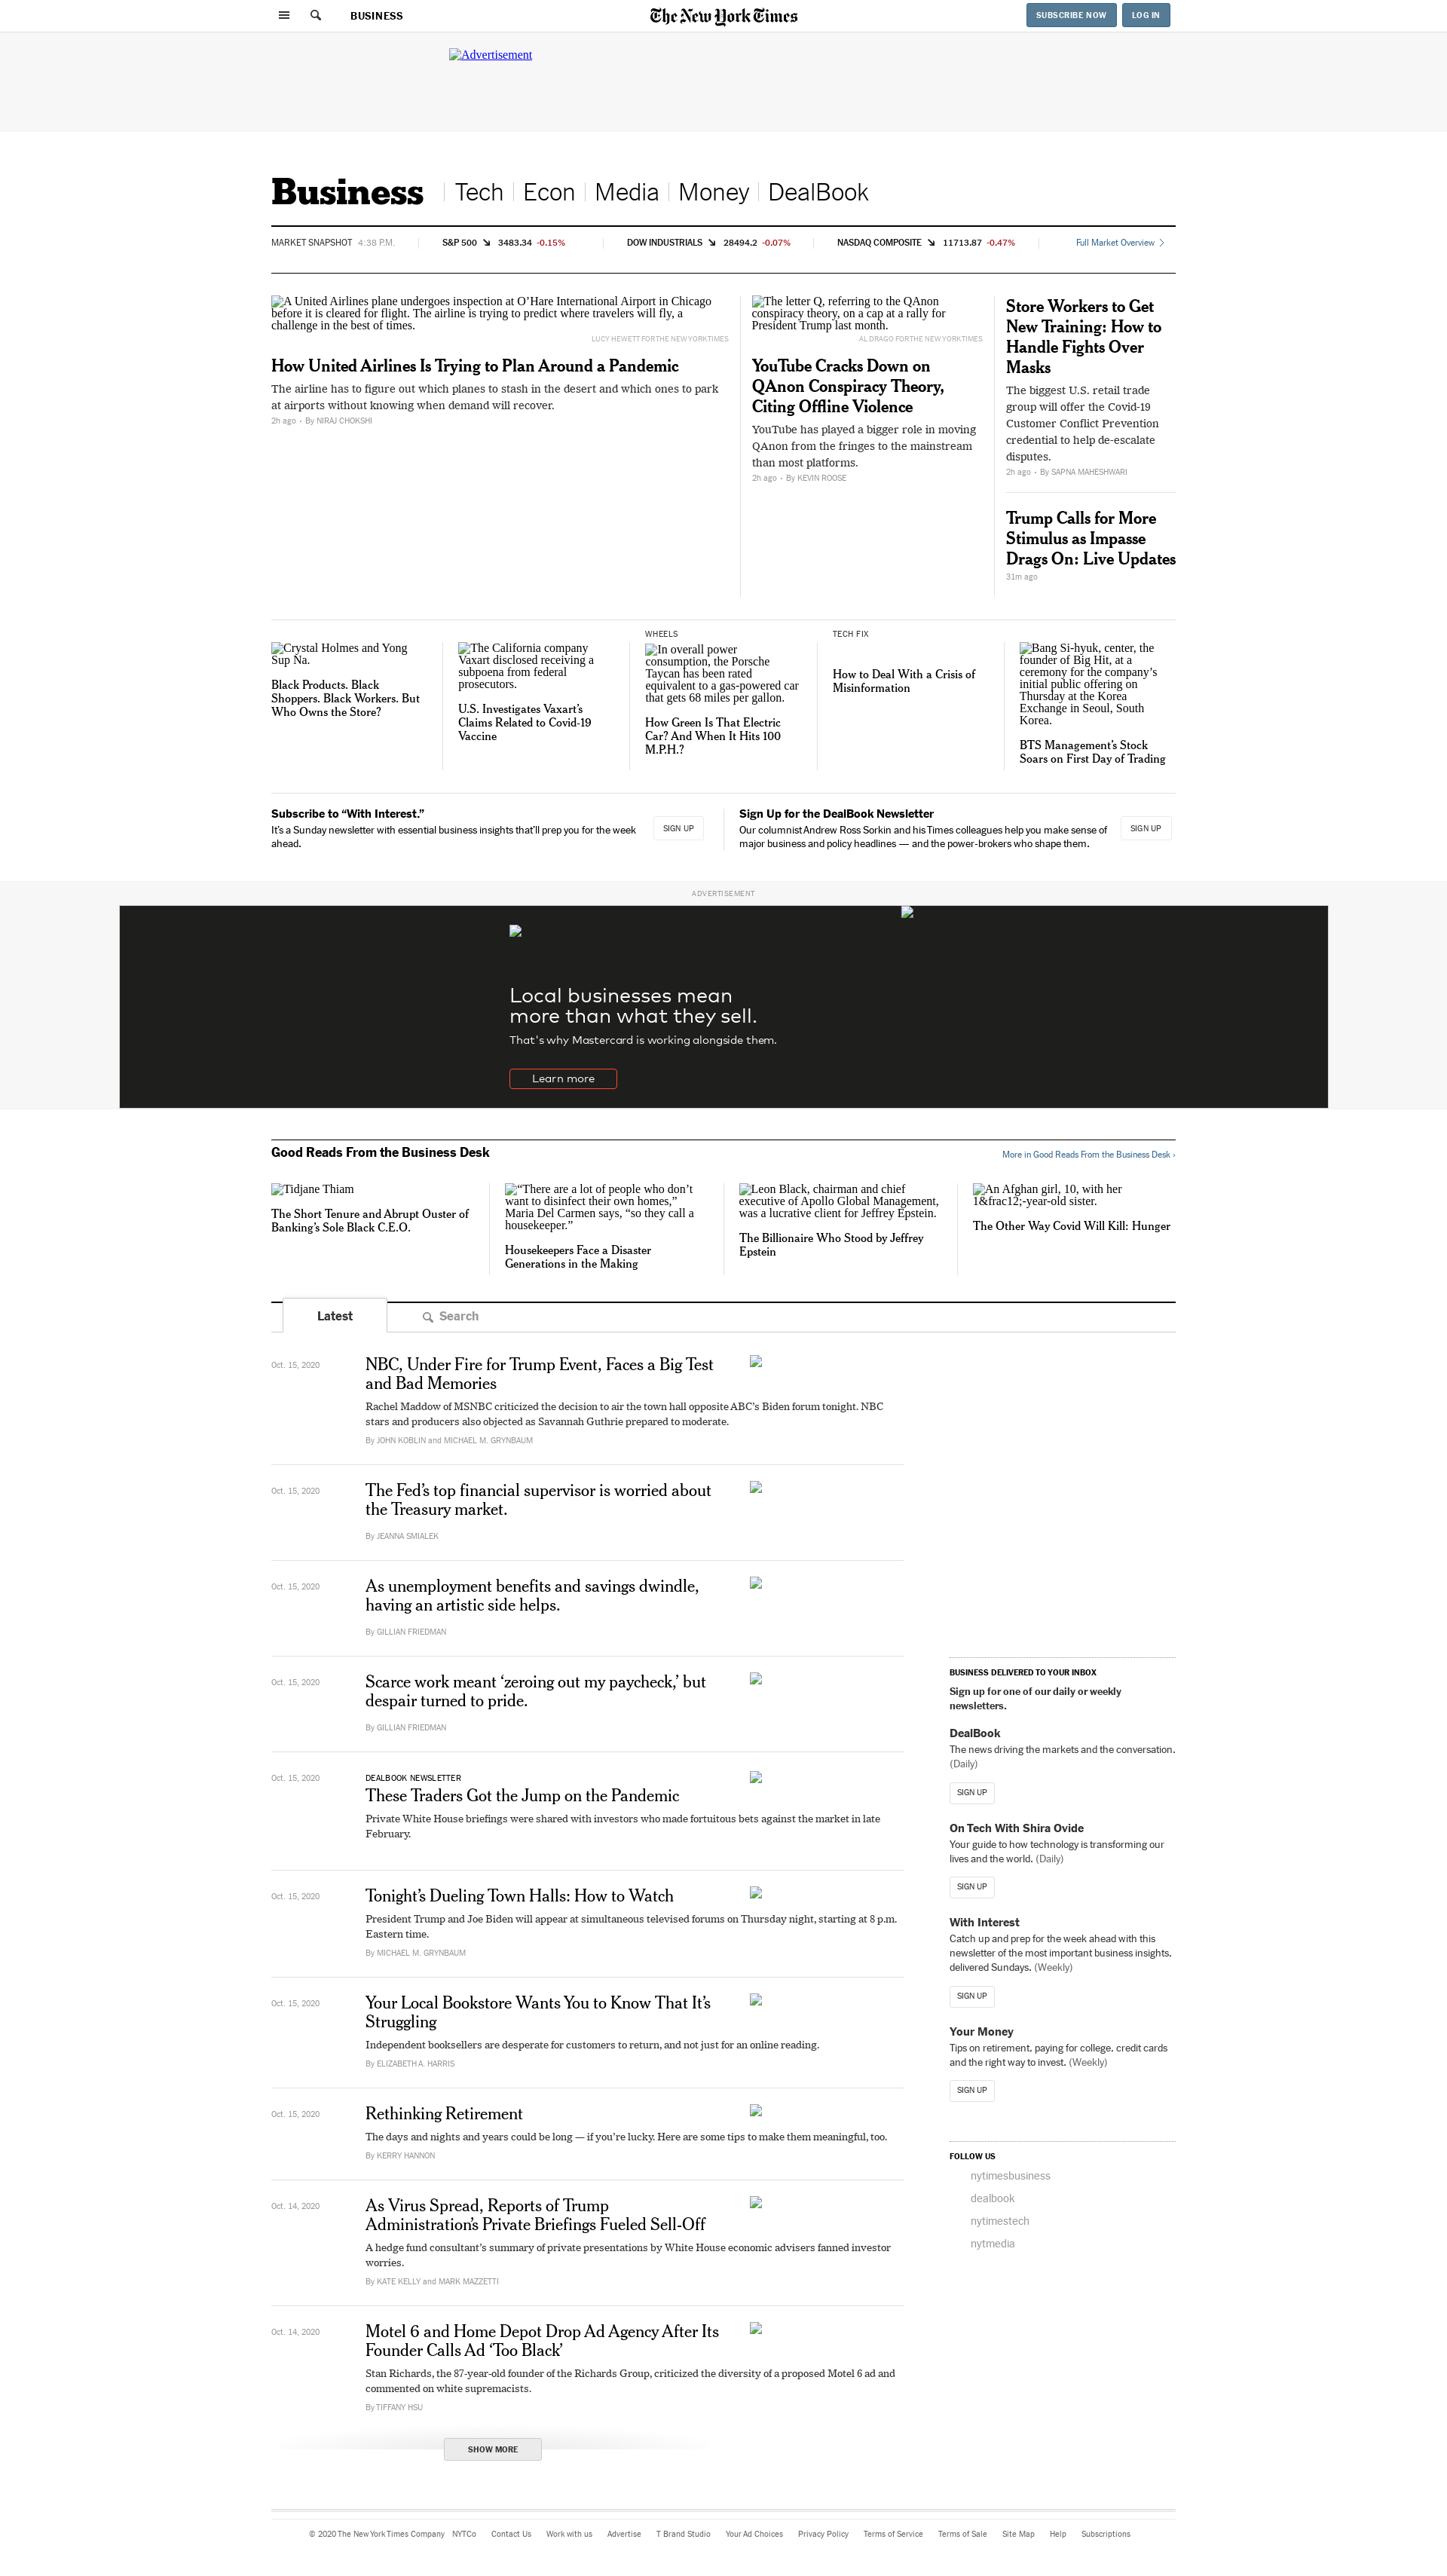 BUSINESS
The New York Times
SUBSCRIBE NOW
LOG IN
Advertisement
Business
Tech
Econ
Media
Money
DealBook
MARKET SNAPSHOT 4:38 P.M.
S&P 500 3483.34 -0.15%
DOW INDUSTRIALS 28494.2 -0.07%
NASDAQ COMPOSITE 11713.87 -0.47%
Full Market Overview
A United Airlines plane undergoes inspection at O’Hare International Airport in Chicago
before it is cleared for flight. The airline is trying to predict where travelers will fly, a
challenge in the best of times.
LUCY HEWETT FOR THE NEW YORK TIMES
How United Airlines Is Trying to Plan Around a Pandemic
The airline has to figure out which planes to stash in the desert and which ones to park
at airports without knowing when demand will recover.
2h ago • By NIRAJ CHOKSHI
The letter Q, referring to the QAnon
conspiracy theory, on a cap at a rally for
President Trump last month.
AL DRAGO FOR THE NEW YORK TIMES
YouTube Cracks Down on
QAnon Conspiracy Theory,
Citing Offline Violence
YouTube has played a bigger role in moving
QAnon from the fringes to the mainstream
than most platforms.
2h ago • By KEVIN ROOSE
Store Workers to Get
New Training: How to
Handle Fights Over
Masks
The biggest U.S. retail trade
group will offer the Covid-19
Customer Conflict Prevention
credential to help de-escalate
disputes.
2h ago • By SAPNA MAHESHWARI
Trump Calls for More
Stimulus as Impasse
Drags On: Live Updates
31m ago
Crystal Holmes and Yong
Sup Na.
Black Products. Black
Shoppers. Black Workers. But
Who Owns the Store?
The California company
Vaxart disclosed receiving a
subpoena from federal
prosecutors.
U.S. Investigates Vaxart’s
Claims Related to Covid-19
Vaccine
WHEELS
In overall power
consumption, the Porsche
Taycan has been rated
equivalent to a gas-powered car
that gets 68 miles per gallon.
How Green Is That Electric
Car? And When It Hits 100
M.P.H.?
TECH FIX
How to Deal With a Crisis of
Misinformation
Bang Si-hyuk, center, the
founder of Big Hit, at a
ceremony for the company’s
initial public offering on
Thursday at the Korea
Exchange in Seoul, South
Korea.
BTS Management’s Stock
Soars on First Day of Trading
Subscribe to “With Interest.”
It’s a Sunday newsletter with essential business insights that’ll prep you for the week
ahead.
SIGN UP
Sign Up for the DealBook Newsletter
Our columnist Andrew Ross Sorkin and his Times colleagues help you make sense of
major business and policy headlines — and the power-brokers who shape them.
SIGN UP
ADVERTISEMENT
Local businesses mean
more than what they sell.
That's why Mastercard is working alongside them.
Learn more
Good Reads From the Business Desk
More in Good Reads From the Business Desk ›
Tidjane Thiam
The Short Tenure and Abrupt Ouster of
Banking’s Sole Black C.E.O.
“There are a lot of people who don’t
want to disinfect their own homes,”
Maria Del Carmen says, “so they call a
housekeeper.”
Housekeepers Face a Disaster
Generations in the Making
Leon Black, chairman and chief
executive of Apollo Global Management,
was a lucrative client for Jeffrey Epstein.
The Billionaire Who Stood by Jeffrey
Epstein
An Afghan girl, 10, with her
1&frac12;-year-old sister.
The Other Way Covid Will Kill: Hunger
Latest
Search
Oct. 15, 2020
NBC, Under Fire for Trump Event, Faces a Big Test
and Bad Memories
Rachel Maddow of MSNBC criticized the decision to air the town hall opposite ABC’s Biden forum tonight. NBC
stars and producers also objected as Savannah Guthrie prepared to moderate.
By JOHN KOBLIN and MICHAEL M. GRYNBAUM
Oct. 15, 2020
The Fed’s top financial supervisor is worried about
the Treasury market.
By JEANNA SMIALEK
Oct. 15, 2020
As unemployment benefits and savings dwindle,
having an artistic side helps.
By GILLIAN FRIEDMAN
Oct. 15, 2020
Scarce work meant ‘zeroing out my paycheck,’ but
despair turned to pride.
By GILLIAN FRIEDMAN
Oct. 15, 2020
DEALBOOK NEWSLETTER
These Traders Got the Jump on the Pandemic
Private White House briefings were shared with investors who made fortuitous bets against the market in late
February.
Oct. 15, 2020
Tonight’s Dueling Town Halls: How to Watch
President Trump and Joe Biden will appear at simultaneous televised forums on Thursday night, starting at 8 p.m.
Eastern time.
By MICHAEL M. GRYNBAUM
Oct. 15, 2020
Your Local Bookstore Wants You to Know That It’s
Struggling
Independent booksellers are desperate for customers to return, and not just for an online reading.
By ELIZABETH A. HARRIS
Oct. 15, 2020
Rethinking Retirement
The days and nights and years could be long — if you’re lucky. Here are some tips to make them meaningful, too.
By KERRY HANNON
Oct. 14, 2020
As Virus Spread, Reports of Trump
Administration’s Private Briefings Fueled Sell-Off
A hedge fund consultant’s summary of private presentations by White House economic advisers fanned investor
worries.
By KATE KELLY and MARK MAZZETTI
Oct. 14, 2020
Motel 6 and Home Depot Drop Ad Agency After Its
Founder Calls Ad ‘Too Black’
Stan Richards, the 87-year-old founder of the Richards Group, criticized the diversity of a proposed Motel 6 ad and
commented on white supremacists.
By TIFFANY HSU
SHOW MORE
BUSINESS DELIVERED TO YOUR INBOX
Sign up for one of our daily or weekly
newsletters.
DealBook
The news driving the markets and the conversation.
(Daily)
SIGN UP
On Tech With Shira Ovide
Your guide to how technology is transforming our
lives and the world. (Daily)
SIGN UP
With Interest
Catch up and prep for the week ahead with this
newsletter of the most important business insights,
delivered Sundays. (Weekly)
SIGN UP
Your Money
Tips on retirement, paying for college, credit cards
and the right way to invest. (Weekly)
SIGN UP
FOLLOW US
nytimesbusiness
dealbook
nytimestech
nytmedia
© 2020 The New York Times Company NYTCo Contact Us Work with us Advertise T Brand Studio Your Ad Choices Privacy Policy Terms of Service Terms of Sale Site Map Help Subscriptions